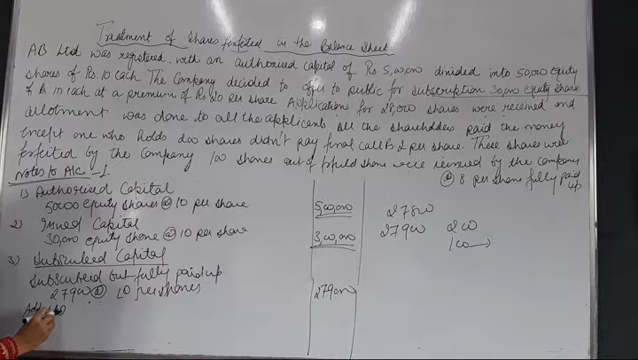 Treatment of Shares forfeited in the Balance Sheet
AB Ltd was registered with an authorised capital of Rs 5,00,000 divided into 50,000 equity
shares of Rs. 10 each The Company decided to offer to public for subscription 30,000 equity share
of Rs. 10 each at a premium of Rs. 20 per share Applications for 28,000 shares were received and
allotment was done to all the applicants all the shareholders paid the money
except one who holds 200 shares didn't pay final call Rs 2 per share. These shares were
forfeited by the Company 100 shares out of forfeited share were reissued by the company
@ 8 per share fully paid up
Notes to A/c - 1
1) Authorised Capital
50000 equity shares @ 10 per share 5,00,000
2) Issued Capital
30,000 equity share @ 10 per share 3,00,000
3) Subscribed Capital
Subscribed but fully paid up
27900 @ 10 per shares 279000
Add
27800
27900 200
100 →